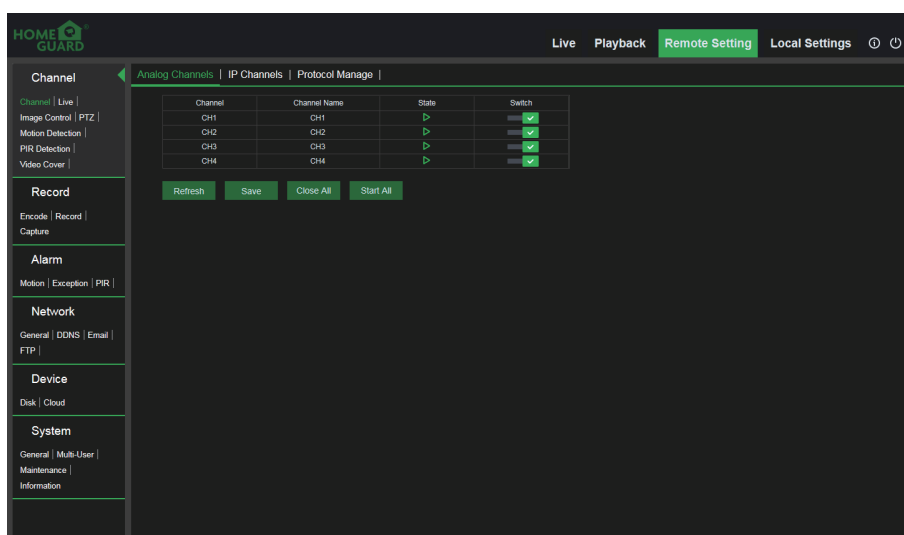 HOME GUARD®
Live Playback Remote Setting Local Settings
Channel
Channel | Live |
Image Control | PTZ |
Motion Detection |
PIR Detection |
Video Cover |
Record
Encode | Record |
Capture
Alarm
Motion | Exception | PIR |
Network
General | DDNS | Email |
FTP |
Device
Disk | Cloud
System
General | Multi-User |
Maintenance |
Information
Analog Channels | IP Channels | Protocol Manage |
Channel Channel Name State Switch
CH1 CH1
CH2 CH2
CH3 CH3
CH4 CH4
Refresh Save Close All Start All